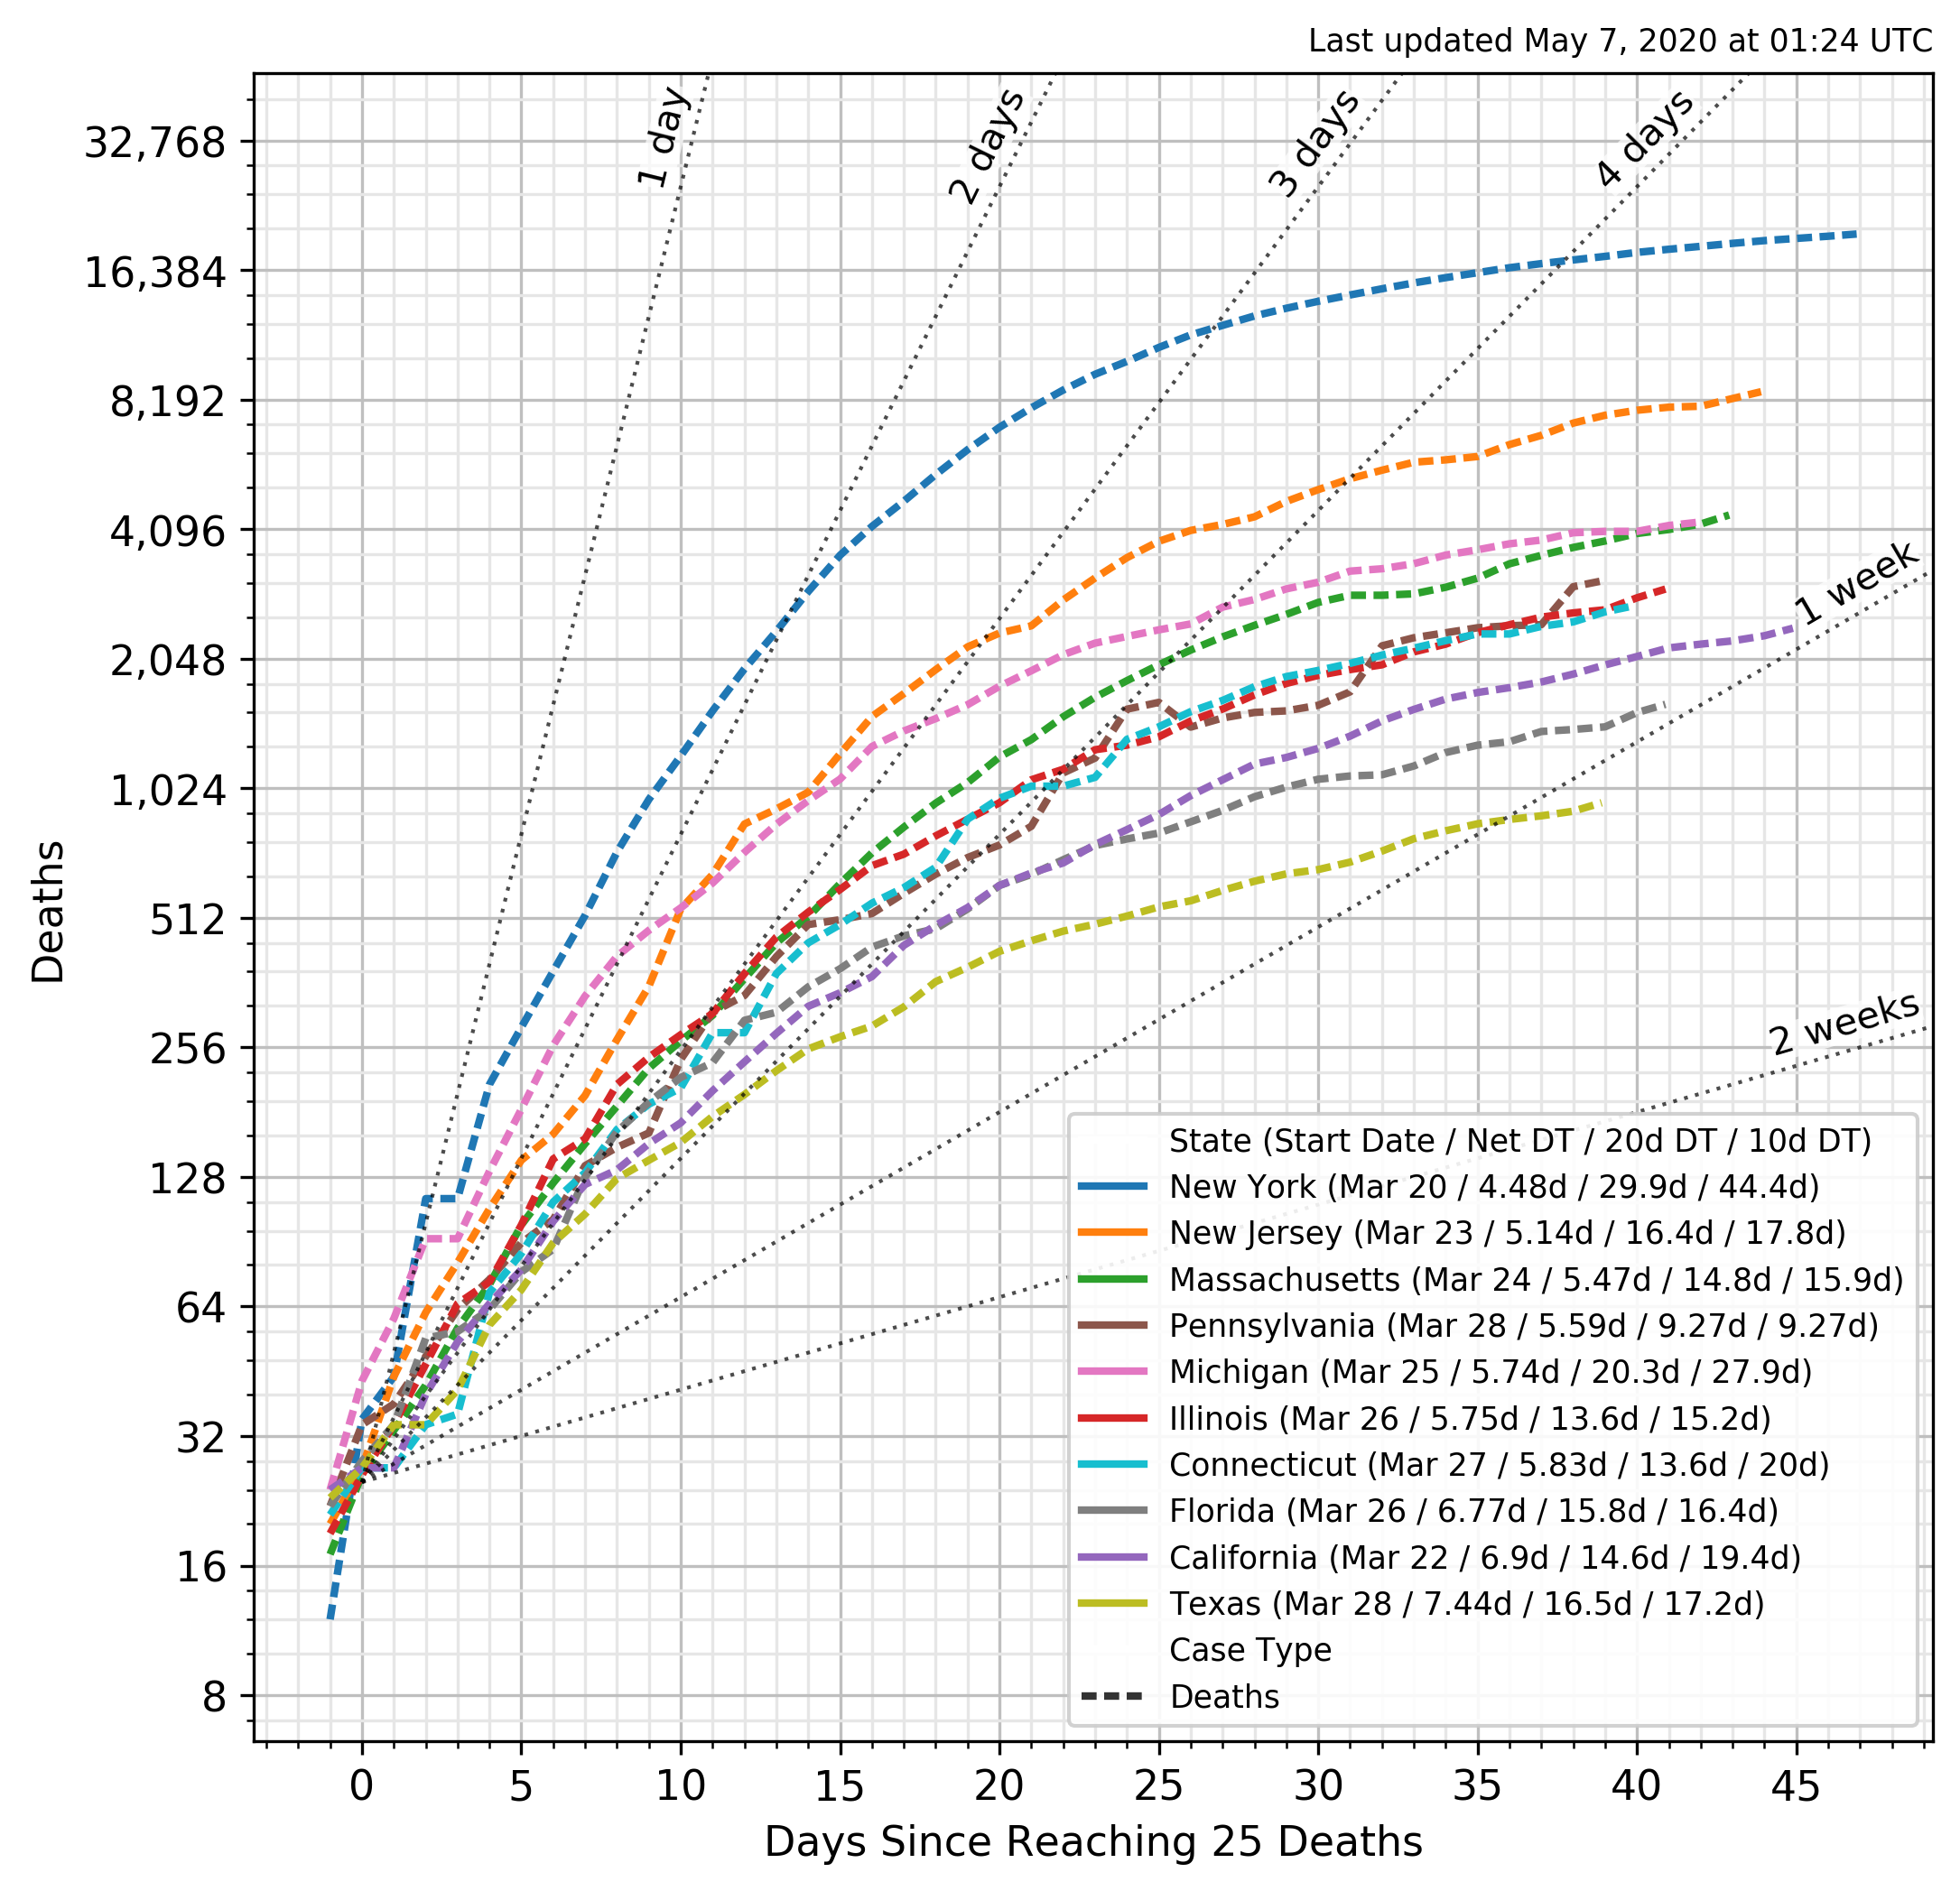 Last updated May 7, 2020 at 01:24 UTC
1 day
2 days
3 days
4 days
1 week
2 weeks
32,768
16,384
8,192
4,096
2,048
1,024
512
256
128
64
32
16
8
Deaths
State (Start Date / Net DT / 20d DT / 10d DT)
New York (Mar 20 / 4.48d / 29.9d / 44.4d)
New Jersey (Mar 23 / 5.14d / 16.4d / 17.8d)
Massachusetts (Mar 24 / 5.47d / 14.8d / 15.9d)
Pennsylvania (Mar 28 / 5.59d / 9.27d / 9.27d)
Michigan (Mar 25 / 5.74d / 20.3d / 27.9d)
Illinois (Mar 26 / 5.75d / 13.6d / 15.2d)
Connecticut (Mar 27 / 5.83d / 13.6d / 20d)
Florida (Mar 26 / 6.77d / 15.8d / 16.4d)
California (Mar 22 / 6.9d / 14.6d / 19.4d)
Texas (Mar 28 / 7.44d / 16.5d / 17.2d)
Case Type
Deaths
0 5 10 15 20 25 30 35 40 45
Days Since Reaching 25 Deaths